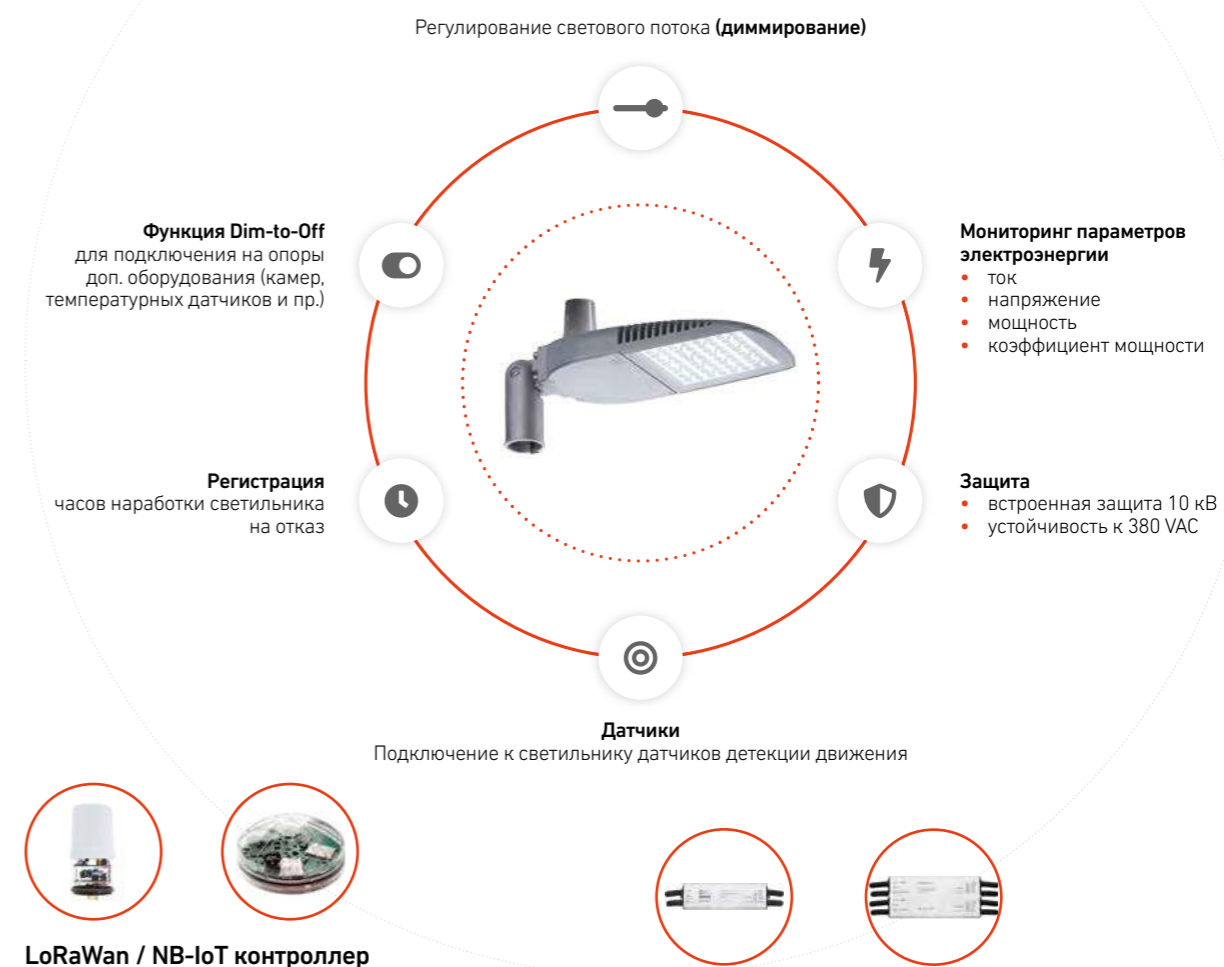 Регулирование светового потока (диммирование)
Функция Dim-to-Off
для подключения на опоры
доп. оборудования (камер,
температурных датчиков и пр.)
Мониторинг параметров
электроэнергии
• ток
• напряжение
• мощность
• коэффициент мощности
Регистрация
часов наработки светильника
на отказ
Защита
• встроенная защита 10 кВ
• устойчивость к 380 VAC
Датчики
Подключение к светильнику датчиков детекции движения
LoRaWan / NB-IoT контроллер